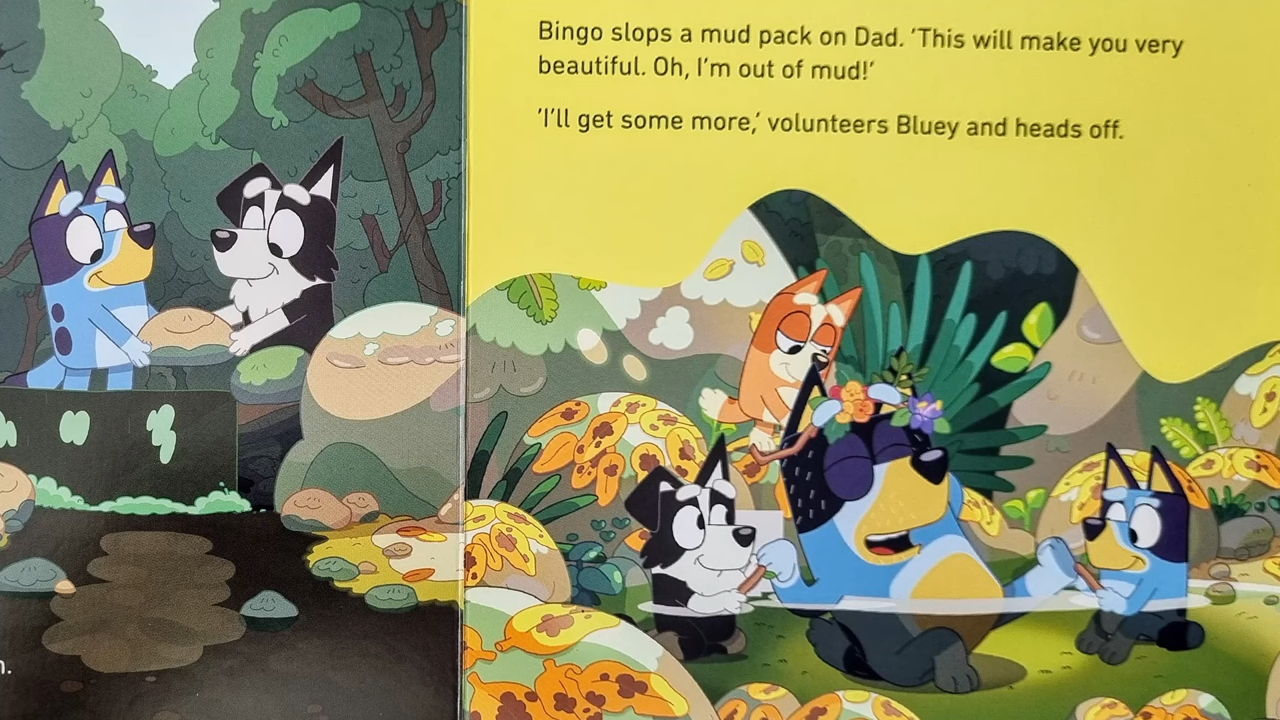 Bingo slops a mud pack on Dad. 'This will make you very
beautiful. Oh, I'm out of mud!'
'I'll get some more,' volunteers Bluey and heads off.